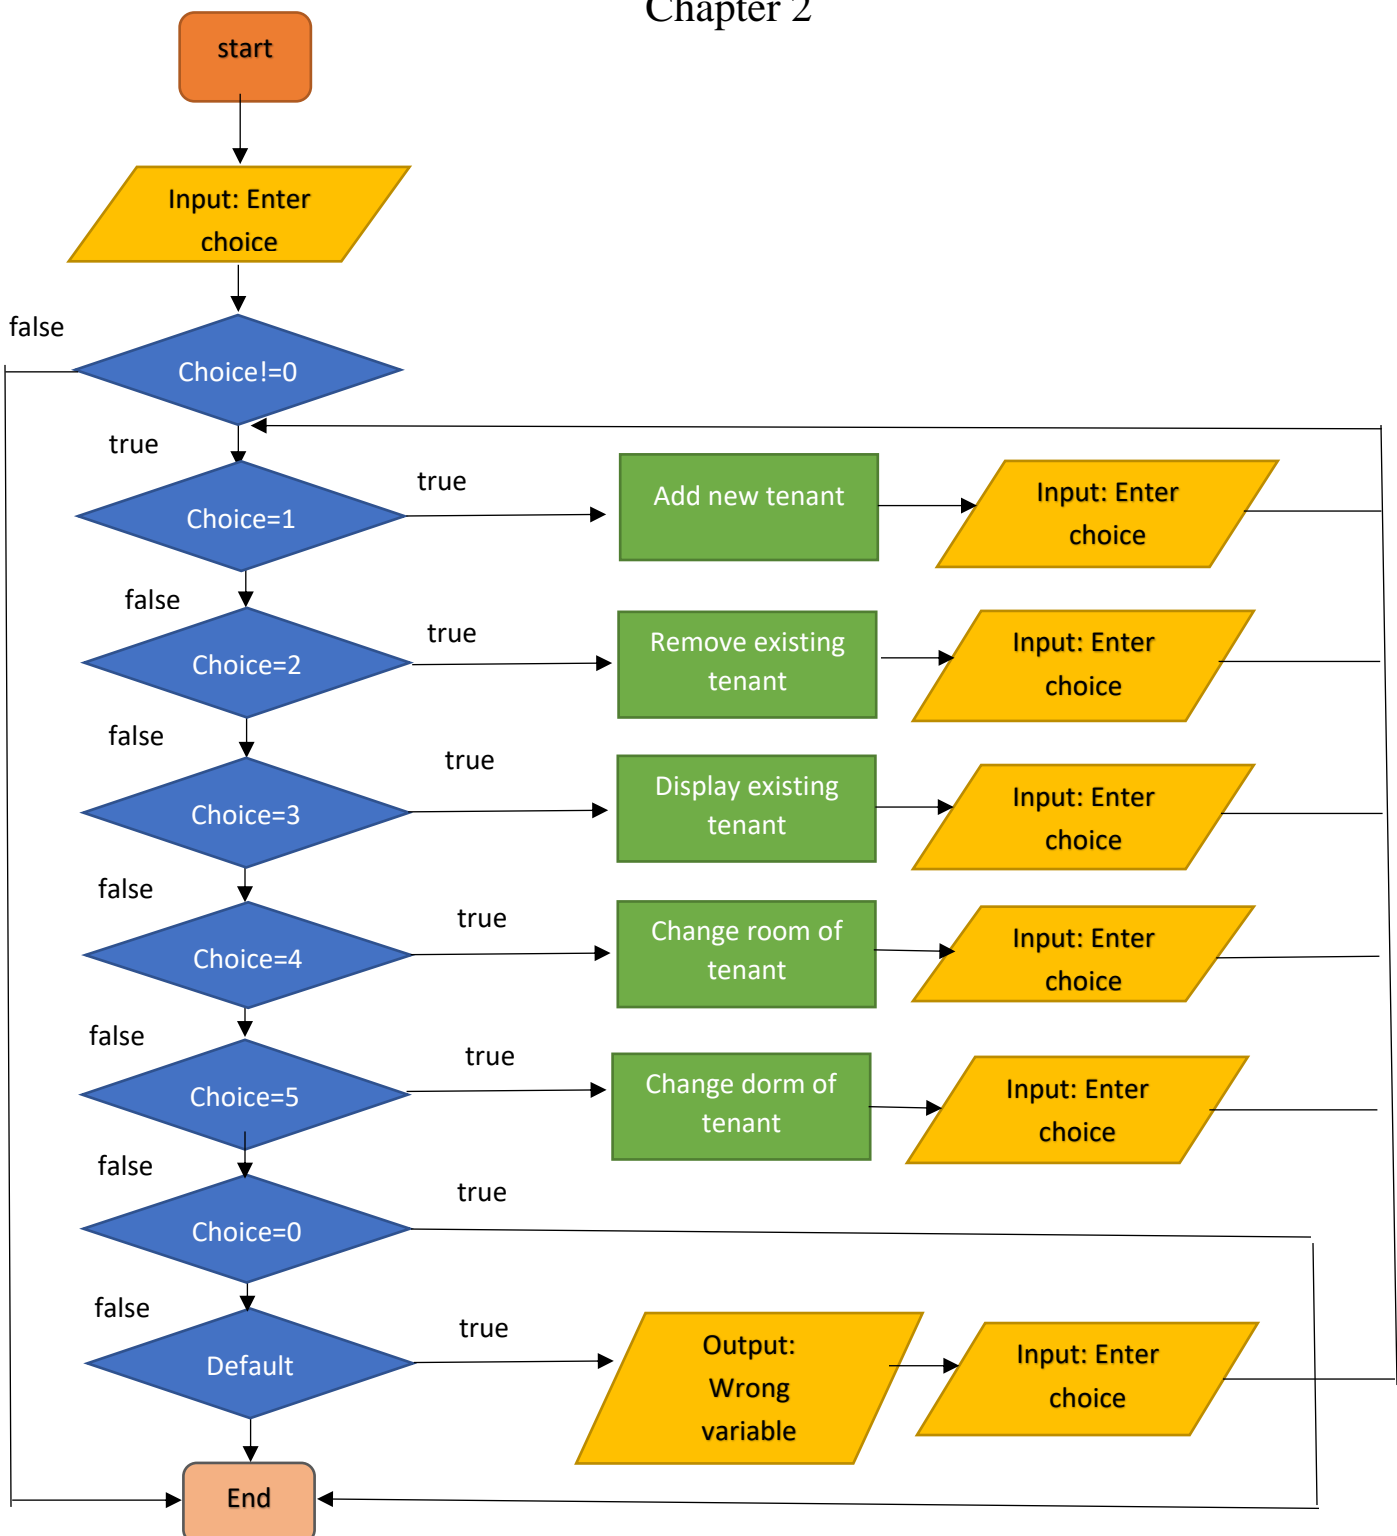 Chapter 2
start
Input: Enter
choice
false
Choice!=0
true
Choice=1
true
Add new tenant
Input: Enter
choice
false
Choice=2
true
Remove existing
tenant
Input: Enter
choice
false
Choice=3
true
Display existing
tenant
Input: Enter
choice
false
Choice=4
true
Change room of
tenant
Input: Enter
choice
false
Choice=5
true
Change dorm of
tenant
Input: Enter
choice
false
Choice=0
true
false
Default
true
Output:
Wrong
variable
Input: Enter
choice
End